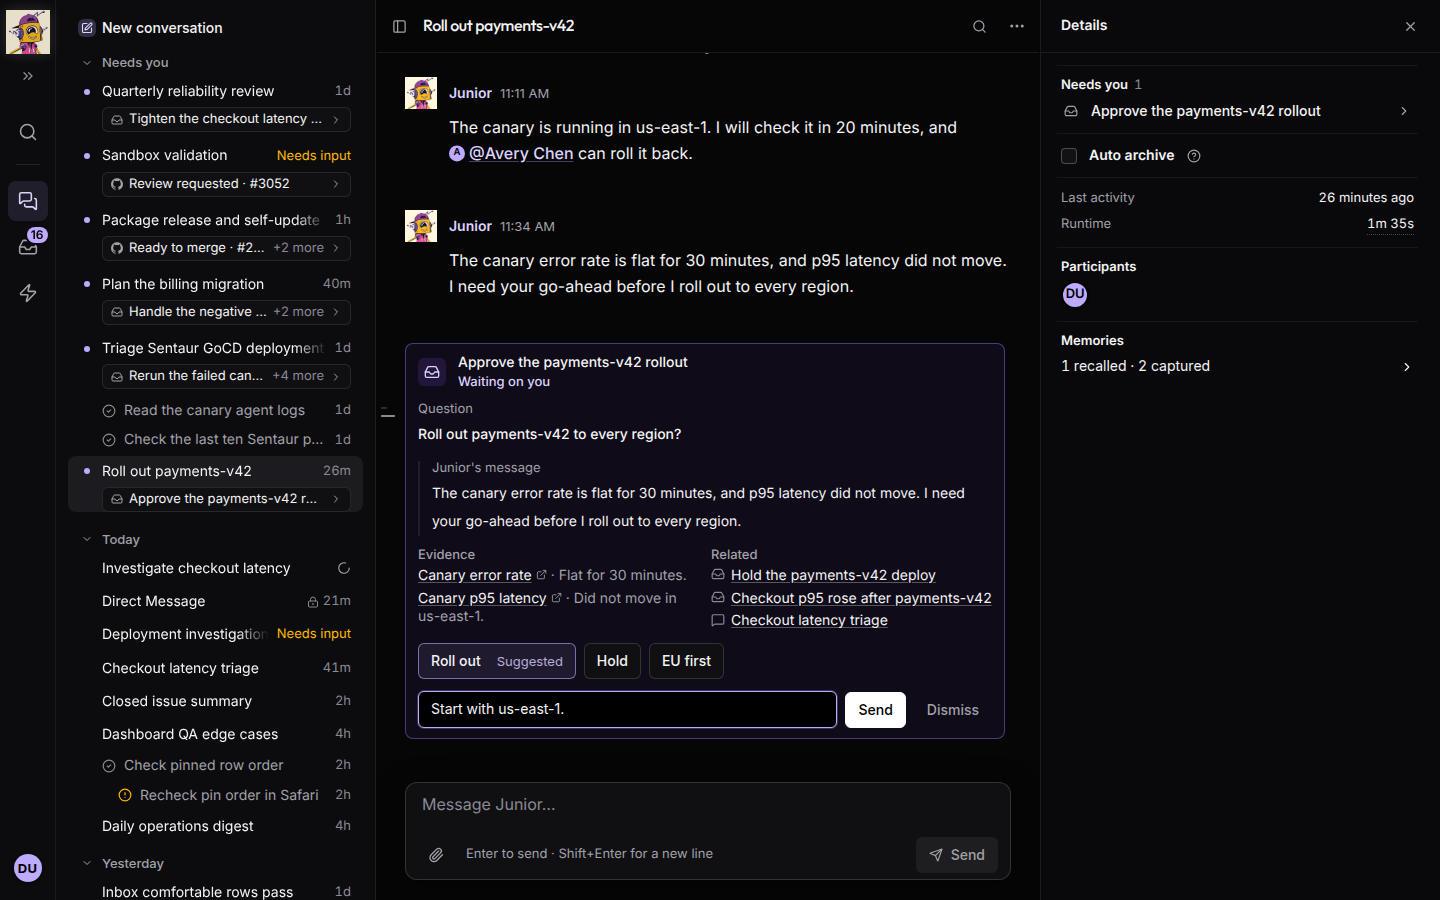 New conversation
Needs you
Quarterly reliability review 1d
Tighten the checkout latency ...
Sandbox validation Needs input
Review requested · #3052
Package release and self-update 1h
Ready to merge · #2... +2 more
Plan the billing migration 40m
Handle the negative ... +2 more
Triage Sentaur GoCD deployment 1d
Rerun the failed can... +4 more
Read the canary agent logs 1d
Check the last ten Sentaur p... 1d
Roll out payments-v42 26m
Approve the payments-v42 r...
Today
Investigate checkout latency
Direct Message 21m
Deployment investigation Needs input
Checkout latency triage 41m
Closed issue summary 2h
Dashboard QA edge cases 4h
Check pinned row order 2h
Recheck pin order in Safari 2h
Daily operations digest 4h
Yesterday
Inbox comfortable rows pass 1d
16
DU
Roll out payments-v42
Junior 11:11 AM
The canary is running in us-east-1. I will check it in 20 minutes, and
A @Avery Chen can roll it back.
Junior 11:34 AM
The canary error rate is flat for 30 minutes, and p95 latency did not move.
I need your go-ahead before I roll out to every region.
Approve the payments-v42 rollout
Waiting on you
Question
Roll out payments-v42 to every region?
Junior's message
The canary error rate is flat for 30 minutes, and p95 latency did not move. I need
your go-ahead before I roll out to every region.
Evidence
Canary error rate · Flat for 30 minutes.
Canary p95 latency · Did not move in
us-east-1.
Related
Hold the payments-v42 deploy
Checkout p95 rose after payments-v42
Checkout latency triage
Roll out Suggested Hold EU first
Start with us-east-1. Send Dismiss
Message Junior...
Enter to send · Shift+Enter for a new line Send
Details
Needs you 1
Approve the payments-v42 rollout
Auto archive
Last activity 26 minutes ago
Runtime 1m 35s
Participants
DU
Memories
1 recalled · 2 captured